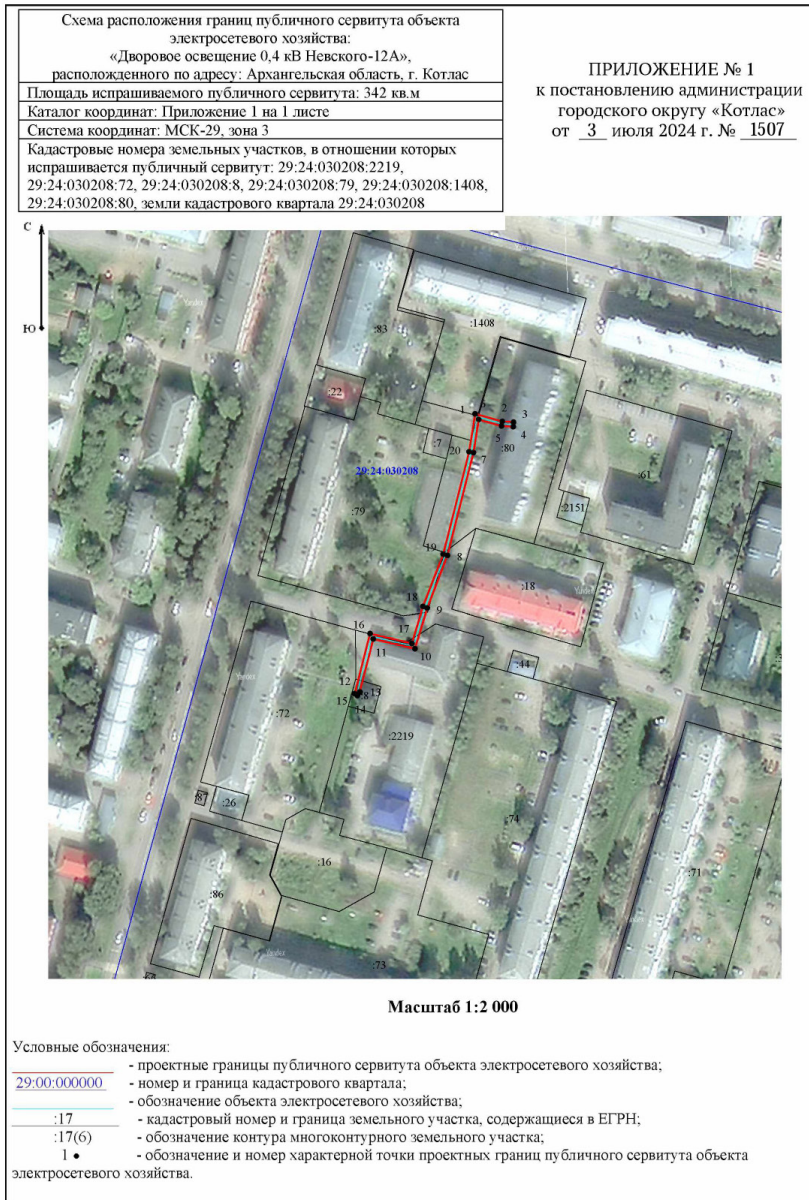 Схема расположения границ публичного сервитута объекта
электросетевого хозяйства:
«Дворовое освещение 0,4 кВ Невского-12А»,
расположенного по адресу: Архангельская область, г. Котлас
Площадь испрашиваемого публичного сервитута: 342 кв.м
Каталог координат: Приложение 1 на 1 листе
Система координат: МСК-29, зона 3
Кадастровые номера земельных участков, в отношении которых
испрашивается публичный сервитут: 29:24:030208:2219,
29:24:030208:72, 29:24:030208:8, 29:24:030208:79, 29:24:030208:1408,
29:24:030208:80, земли кадастрового квартала 29:24:030208
ПРИЛОЖЕНИЕ № 1
к постановлению администрации
городского округу «Котлас»
от 3 июля 2024 г. № 1507
С
Ю
:1408
:83
:22
1
2
3
4
5
:80
:7
20
7
29:24:030208
:61
:79
:2151
19
8
:18
18
9
16
17
11
10
:44
12
13
:8
15
14
:72
:2219
:26
:74
:16
:71
:86
:73
Масштаб 1:2 000
Условные обозначения:
- проектные границы публичного сервитута объекта электросетевого хозяйства;
29:00:000000 - номер и граница кадастрового квартала;
- обозначение объекта электросетевого хозяйства;
:17 - кадастровый номер и граница земельного участка, содержащиеся в ЕГРН;
:17(6) - обозначение контура многоконтурного земельного участка;
1 • - обозначение и номер характерной точки проектных границ публичного сервитута объекта
электросетевого хозяйства.